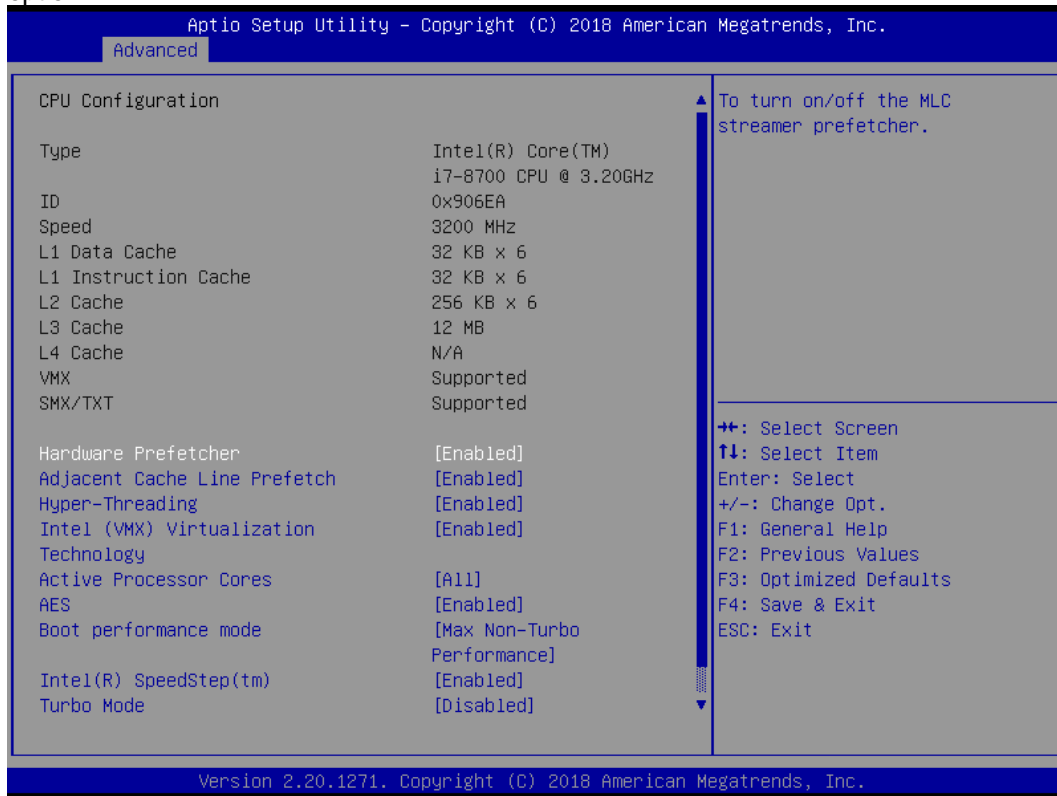 Aptio Setup Utility – Copyright (C) 2018 American Megatrends, Inc.
Advanced
CPU Configuration
Type Intel(R) Core(TM)
i7-8700 CPU @ 3.20GHz
ID 0x906EA
Speed 3200 MHz
L1 Data Cache 32 KB x 6
L1 Instruction Cache 32 KB x 6
L2 Cache 256 KB x 6
L3 Cache 12 MB
L4 Cache N/A
VMX Supported
SMX/TXT Supported
Hardware Prefetcher [Enabled]
Adjacent Cache Line Prefetch [Enabled]
Hyper-Threading [Enabled]
Intel (VMX) Virtualization [Enabled]
Technology
Active Processor Cores [All]
AES [Enabled]
Boot performance mode [Max Non-Turbo
Performance]
Intel(R) SpeedStep(tm) [Enabled]
Turbo Mode [Disabled]
To turn on/off the MLC
streamer prefetcher.
→←: Select Screen
↑↓: Select Item
Enter: Select
+/-: Change Opt.
F1: General Help
F2: Previous Values
F3: Optimized Defaults
F4: Save & Exit
ESC: Exit
Version 2.20.1271. Copyright (C) 2018 American Megatrends, Inc.